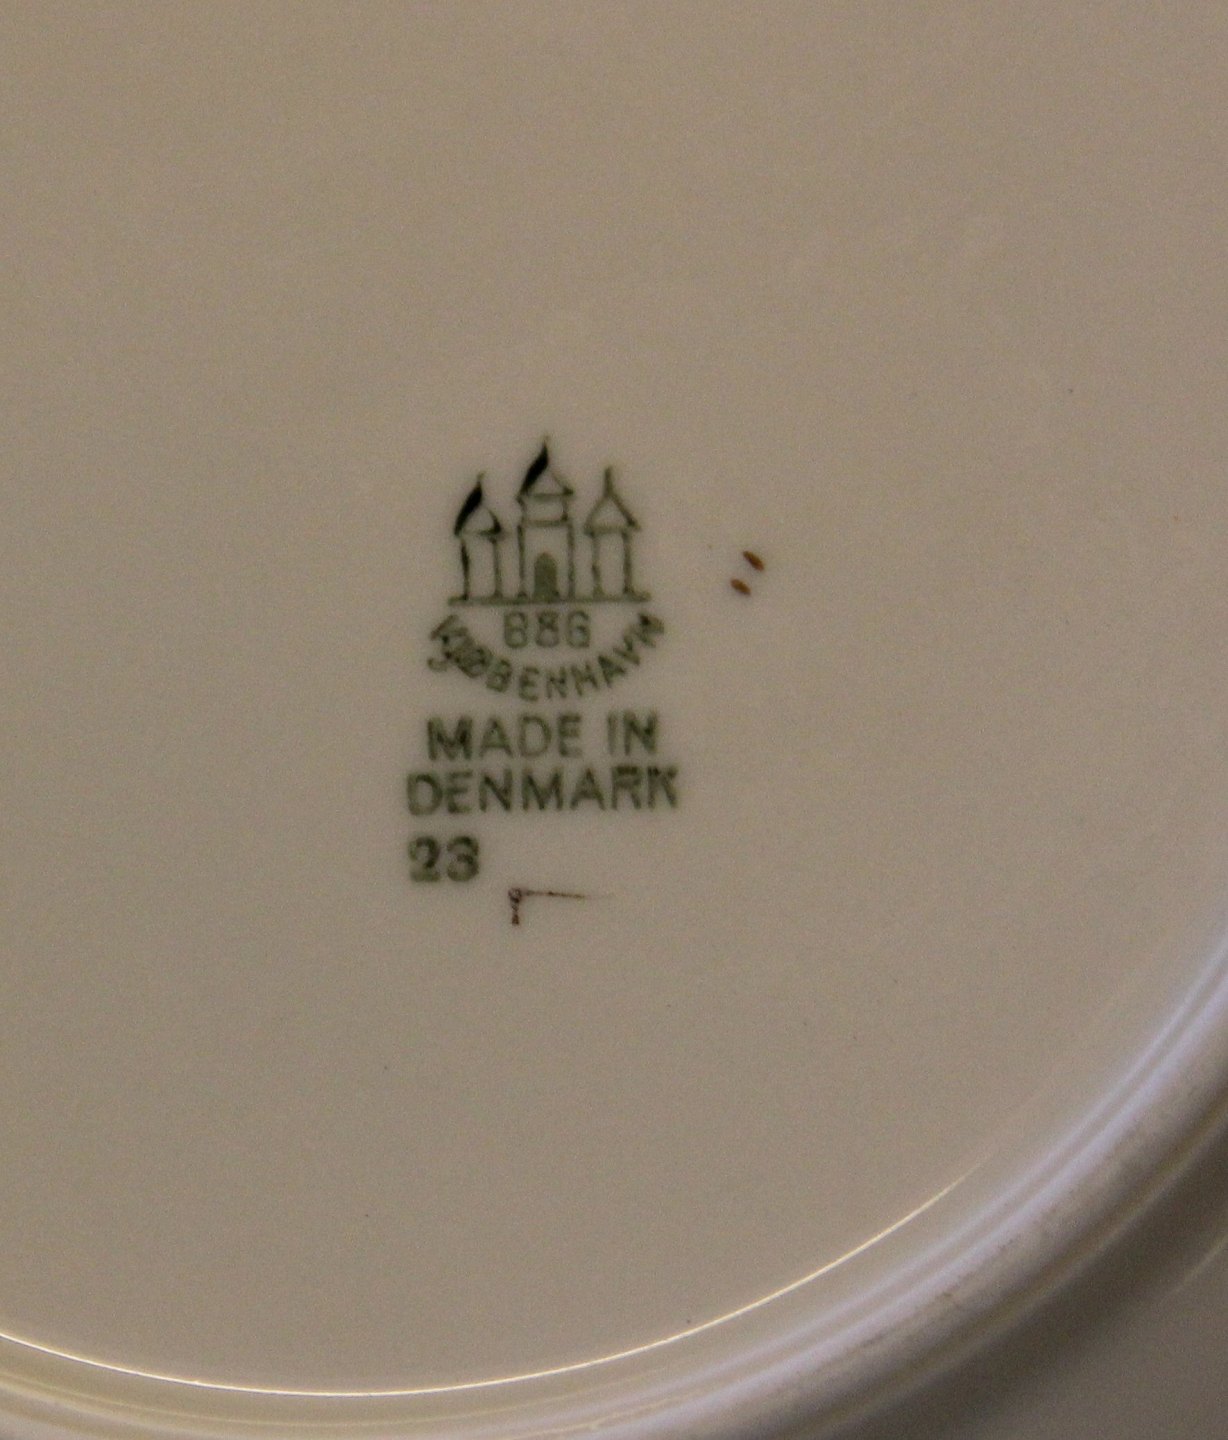 B&G
KJØBENHAVN
MADE IN
DENMARK
23